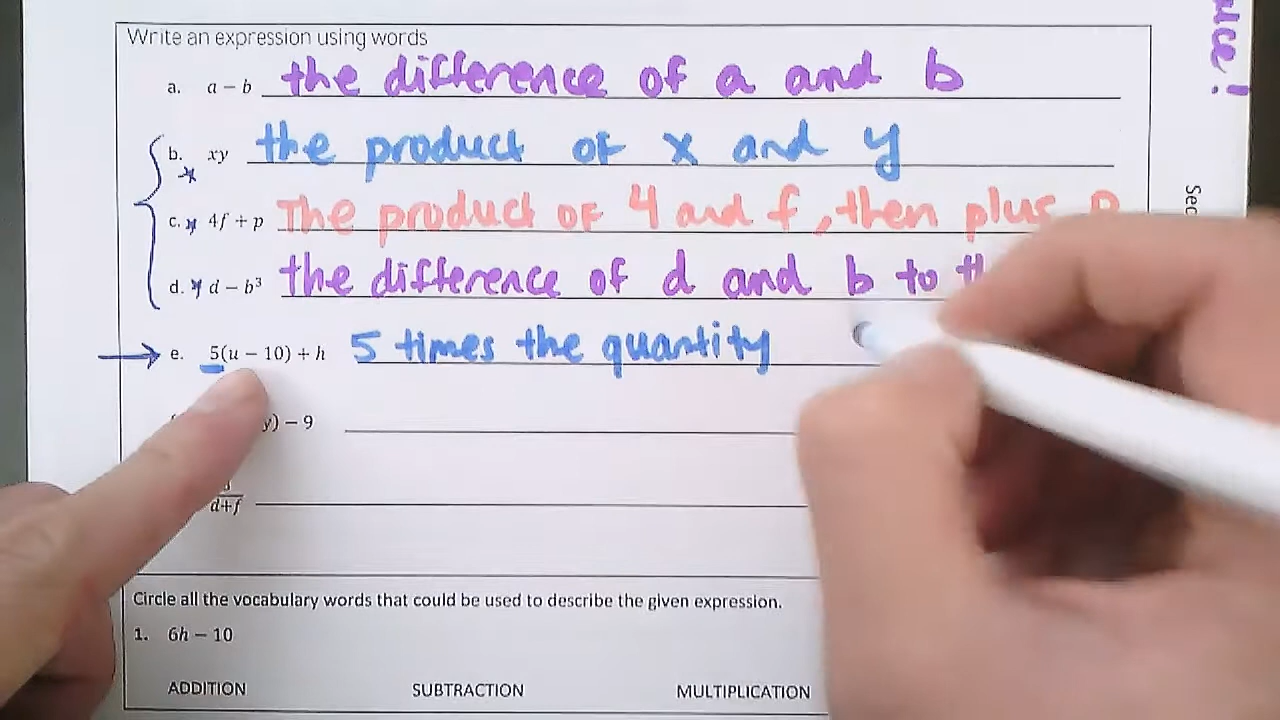 Write an expression using words
a. a − b the difference of a and b
b. xy the product of x and y
c. 4f + p The product of 4 and f, then plus
d. d − b³ the difference of d and b to
e. 5(u − 10) + h 5 times the quantity
y) − 9
d+f
Circle all the vocabulary words that could be used to describe the given expression.
1. 6h − 10
ADDITION SUBTRACTION MULTIPLICATION